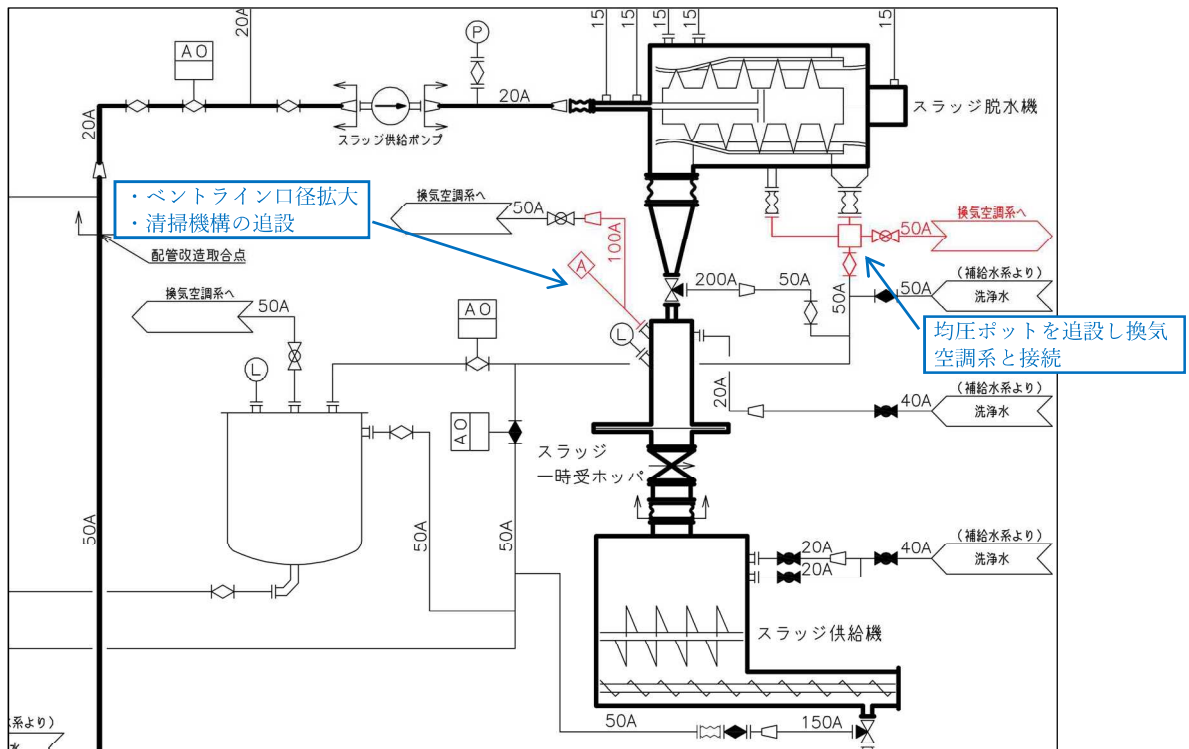 20A
15
15
15
15
15
AO
P
20A
スラッジ脱水機
20A
スラッジ供給ポンプ
・ベントライン口径拡大
・清掃機構の追設
換気空調系へ
50A
換気空調系へ
50A
100A
配管改造取合点
A
200A
50A
50A
(補給水系より)
50A
洗浄水
換気空調系へ
50A
AO
均圧ポットを追設し換気
空調系と接続
L
L
20A
(補給水系より)
40A
洗浄水
AO
スラッジ
一時受ホッパ
50A
50A
50A
(補給水系より)
20A
40A
洗浄水
20A
スラッジ供給機
50A
150A
系より)
水